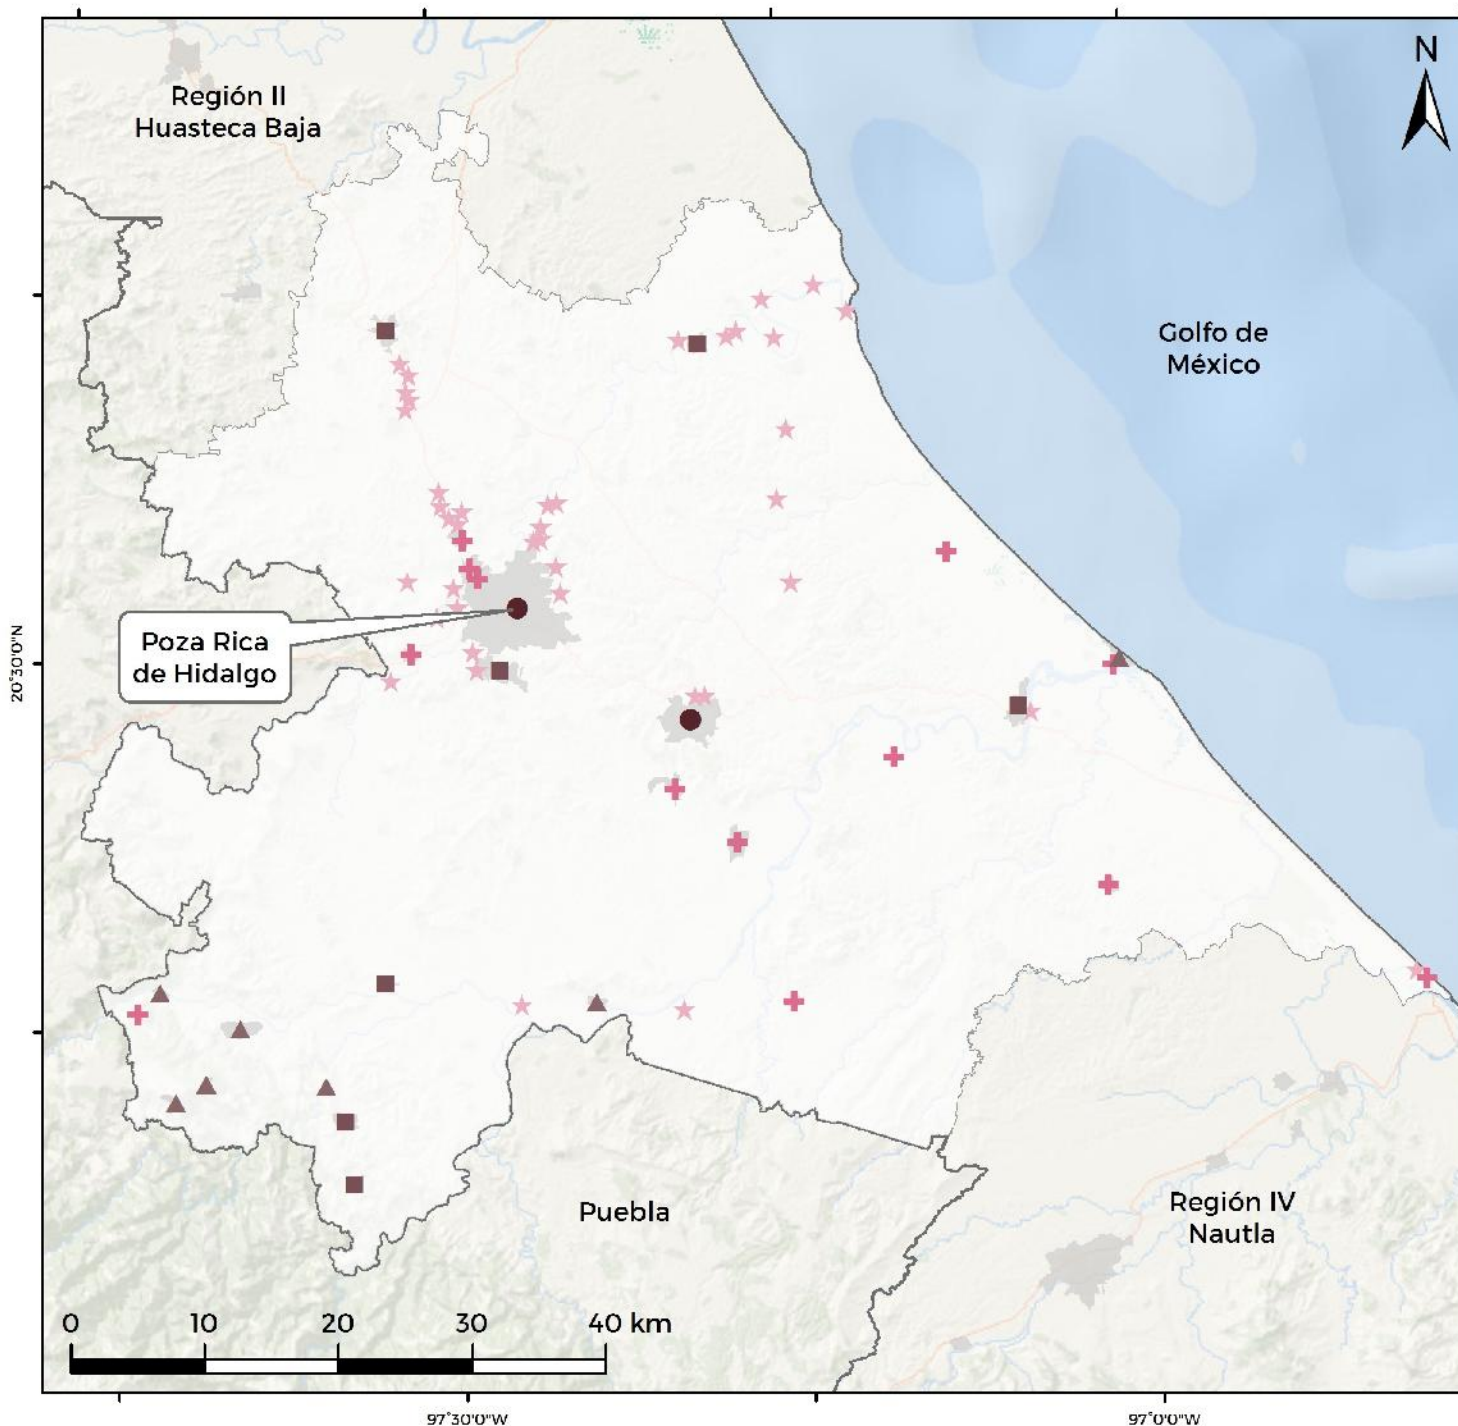 N
Región II
Huasteca Baja
Golfo de
México
Poza Rica
de Hidalgo
20°30'0"N
Puebla
Región IV
Nautla
0 10 20 30 40 km
97°30'0"W
97°0'0"W